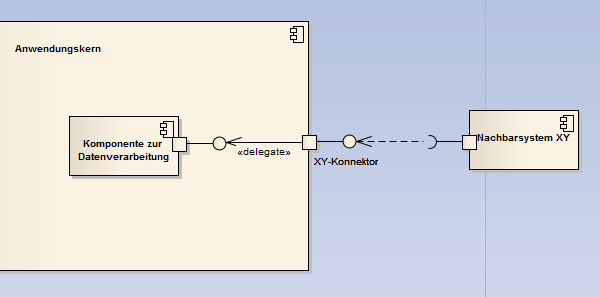 Anwendungskern
Komponente zur
Datenverarbeitung
«delegate»
XY-Konnektor
Nachbarsystem XY